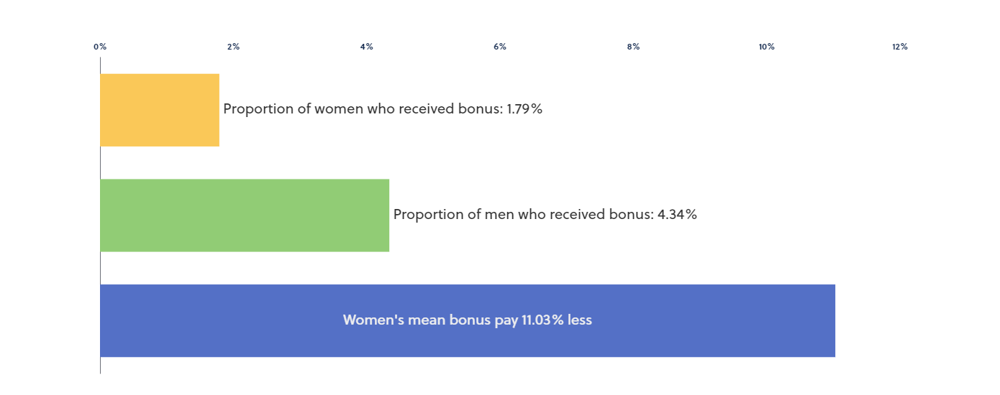 0% 2% 4% 6% 8% 10% 12%
Proportion of women who received bonus: 1.79%
Proportion of men who received bonus: 4.34%
Women's mean bonus pay 11.03% less